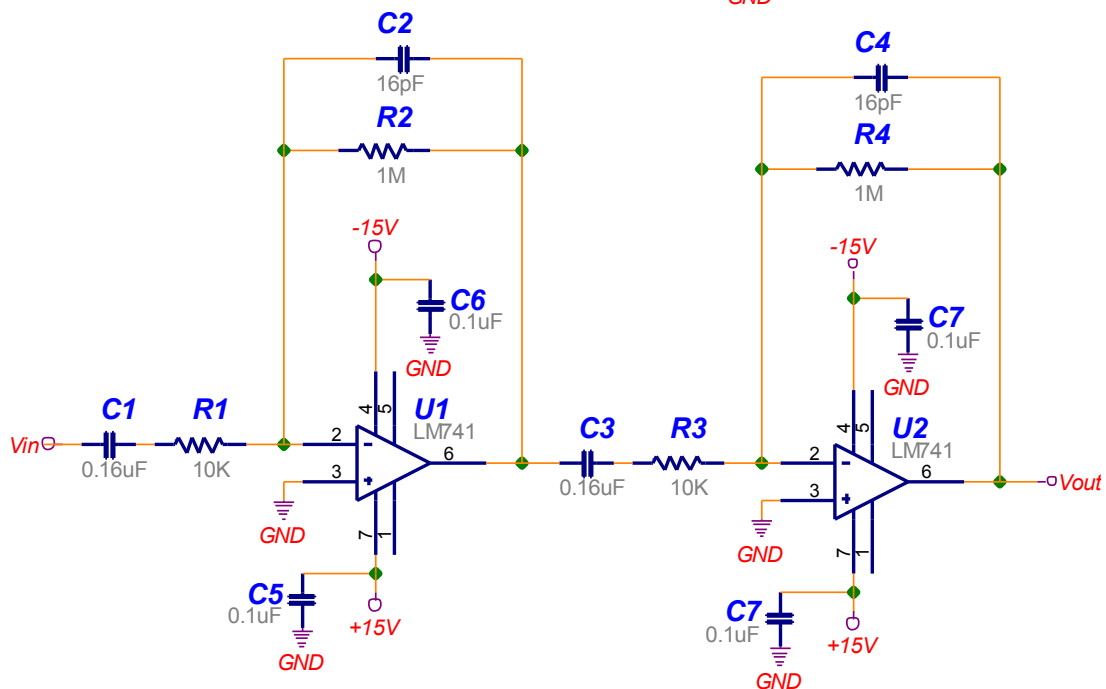 GND
C2
16pF
R2
1M
-15V
C6
0.1uF
GND
4
5
U1
LM741
C1
R1
Vin
2
3
6
0.16uF
10K
GND
7
1
C5
0.1uF
+15V
GND
C4
16pF
R4
1M
-15V
C7
0.1uF
GND
4
5
U2
LM741
C3
R3
2
3
6
Vout
0.16uF
10K
GND
7
1
C7
0.1uF
+15V
GND